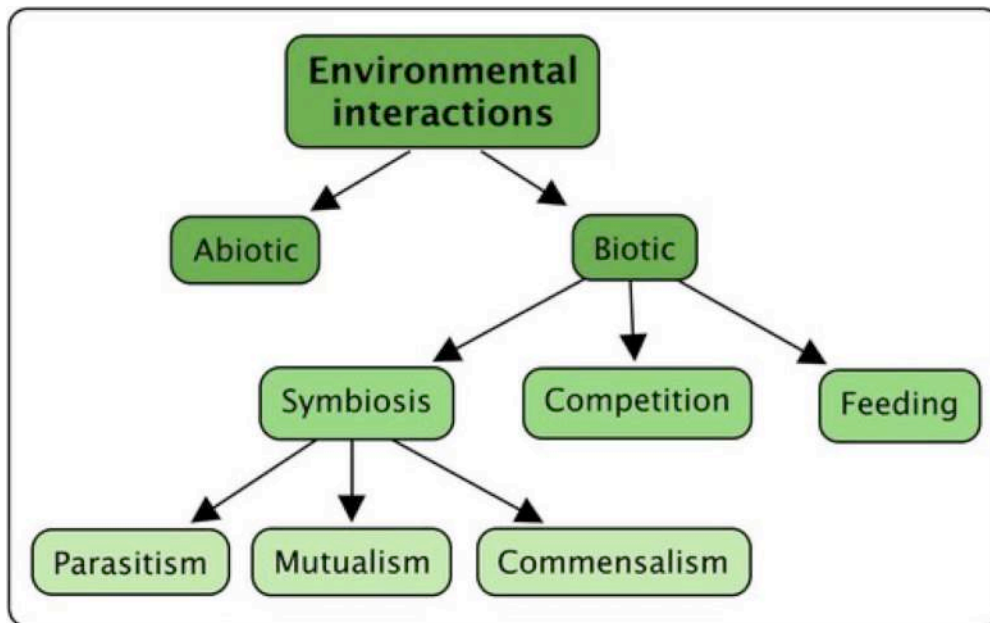 Environmental
interactions
Abiotic
Biotic
Symbiosis
Competition
Feeding
Parasitism
Mutualism
Commensalism